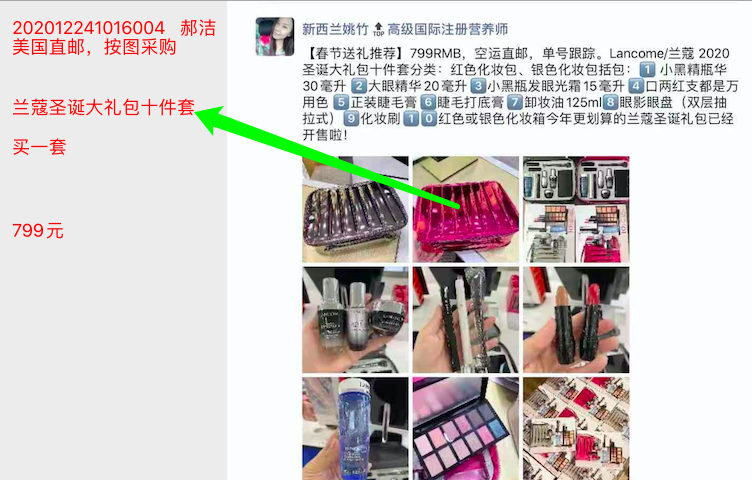 202012241016004 郝洁
美国直邮，按图采购
兰蔻圣诞大礼包十件套
买一套
799元
新西兰姚竹🔝高级国际注册营养师
【春节送礼推荐】799RMB，空运直邮，单号跟踪。Lancome/兰蔻 2020
圣诞大礼包十件套分类：红色化妆包、银色化妆包括包：1️⃣ 小黑精瓶华
30毫升 2️⃣大眼精华20毫升 3️⃣小黑瓶发眼光霜15毫升 4️⃣口两红支都是万
用色 5️⃣正装睫毛膏 6️⃣睫毛打底膏 7️⃣卸妆油125ml8️⃣眼影眼盘（双层抽
拉式）9️⃣化妆刷 1️⃣0️⃣红色或银色化妆箱今年更划算的兰蔻圣诞礼包已经
开售啦！